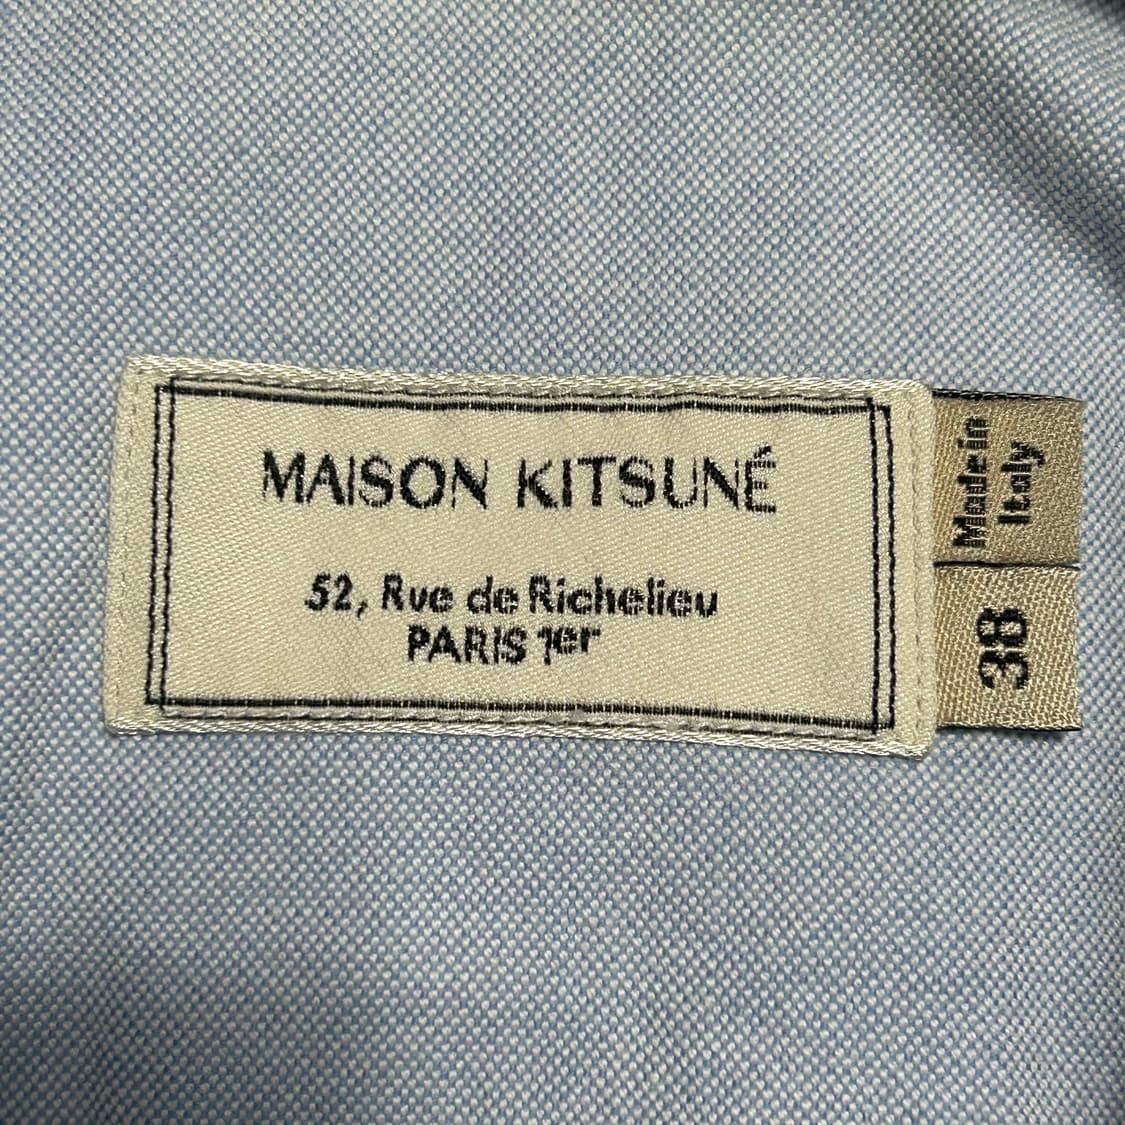 MAISON KITSUNÉ
52, Rue de Richelieu
PARIS 1er
Made in
Italy
38